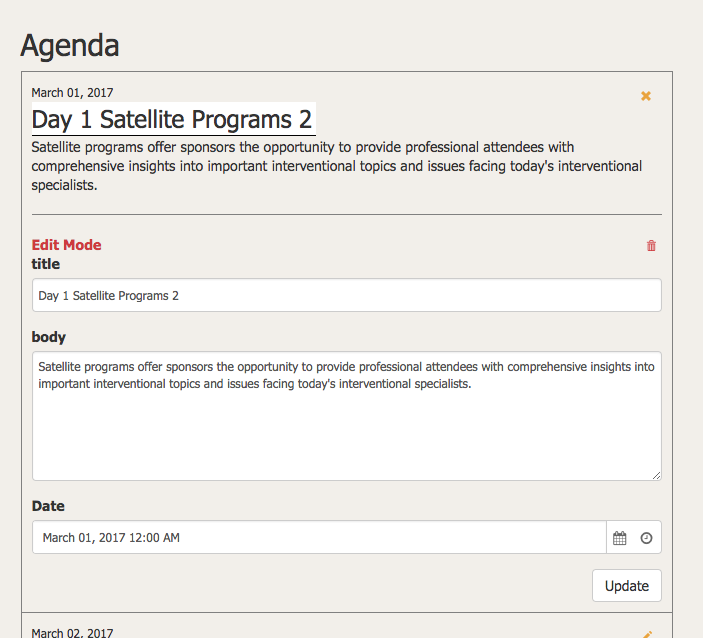 Agenda
March 01, 2017
Day 1 Satellite Programs 2
Satellite programs offer sponsors the opportunity to provide professional attendees with
comprehensive insights into important interventional topics and issues facing today's interventional
specialists.
Edit Mode
title
Day 1 Satellite Programs 2
body
Satellite programs offer sponsors the opportunity to provide professional attendees with comprehensive insights into
important interventional topics and issues facing today's interventional specialists.
Date
March 01, 2017 12:00 AM
Update
March 02, 2017